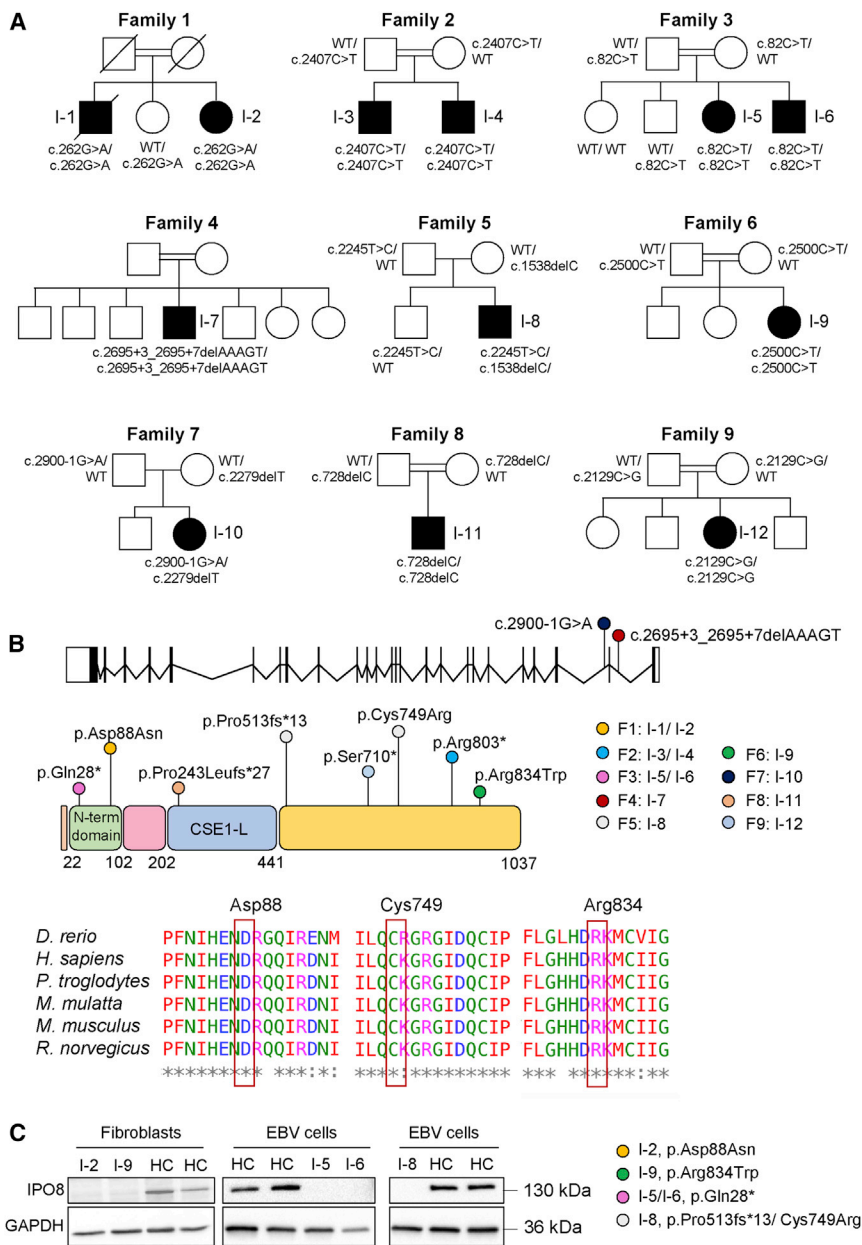 A
Family 1
Family 2
Family 3
WT/
c.2407C>T
c.2407C>T/
WT
WT/
c.82C>T
c.82C>T/
WT
I-1
I-2
I-3
I-4
I-5
I-6
c.262G>A/
c.262G>A
WT/
c.262G>A
c.262G>A/
c.262G>A
c.2407C>T/
c.2407C>T
c.2407C>T/
c.2407C>T
WT/ WT
WT/
c.82C>T
c.82C>T/
c.82C>T
c.82C>T/
c.82C>T
Family 4
Family 5
Family 6
c.2245T>C/
WT
WT/
c.1538delC
WT/
c.2500C>T
c.2500C>T/
WT
I-7
I-8
I-9
c.2695+3_2695+7delAAAGT/
c.2695+3_2695+7delAAAGT
c.2245T>C/
WT
c.2245T>C/
c.1538delC/
c.2500C>T/
c.2500C>T
Family 7
Family 8
Family 9
c.2900-1G>A/
WT
WT/
c.2279delT
WT/
c.728delC
c.728delC/
WT
WT/
c.2129C>G
c.2129C>G/
WT
I-10
I-11
I-12
c.2900-1G>A/
c.2279delT
c.728delC/
c.728delC
c.2129C>G/
c.2129C>G
B
c.2900-1G>A
c.2695+3_2695+7delAAAGT
p.Gln28*
p.Asp88Asn
p.Pro243Leufs*27
p.Pro513fs*13
p.Ser710*
p.Cys749Arg
p.Arg803*
p.Arg834Trp
N-term
domain
CSE1-L
22 102 202 441 1037
F1: I-1/ I-2
F2: I-3/ I-4
F3: I-5/ I-6
F4: I-7
F5: I-8
F6: I-9
F7: I-10
F8: I-11
F9: I-12
Asp88 Cys749 Arg834
D. rerio PFNIHENDRGQIRENM ILQCRGRGIDQCIP FLGLHDRKMCVIG
H. sapiens PFNIHENDRQQIRDNI ILQCKGRGIDQCIP FLGHHDRKMCIIG
P. troglodytes PFNIHENDRQQIRDNI ILQCKGRGIDQCIP FLGHHDRKMCIIG
M. mulatta PFNIHENDRQQIRDNI ILQCKGRGIDQCIP FLGHHDRKMCIIG
M. musculus PFNIHENDRQQIRDNI ILQCKGRGIDQCIP FLGHHDRKMCIIG
R. norvegicus PFNIHENDRQQIRDNI ILQCKGRGIDQCIP FLGHHDRKMCIIG
********* ***:*: ****:********* *** ******:**
C
Fibroblasts
EBV cells
EBV cells
I-2 I-9 HC HC
HC HC I-5 I-6
I-8 HC HC
IPO8
130 kDa
GAPDH
36 kDa
I-2, p.Asp88Asn
I-9, p.Arg834Trp
I-5/I-6, p.Gln28*
I-8, p.Pro513fs*13/ Cys749Arg